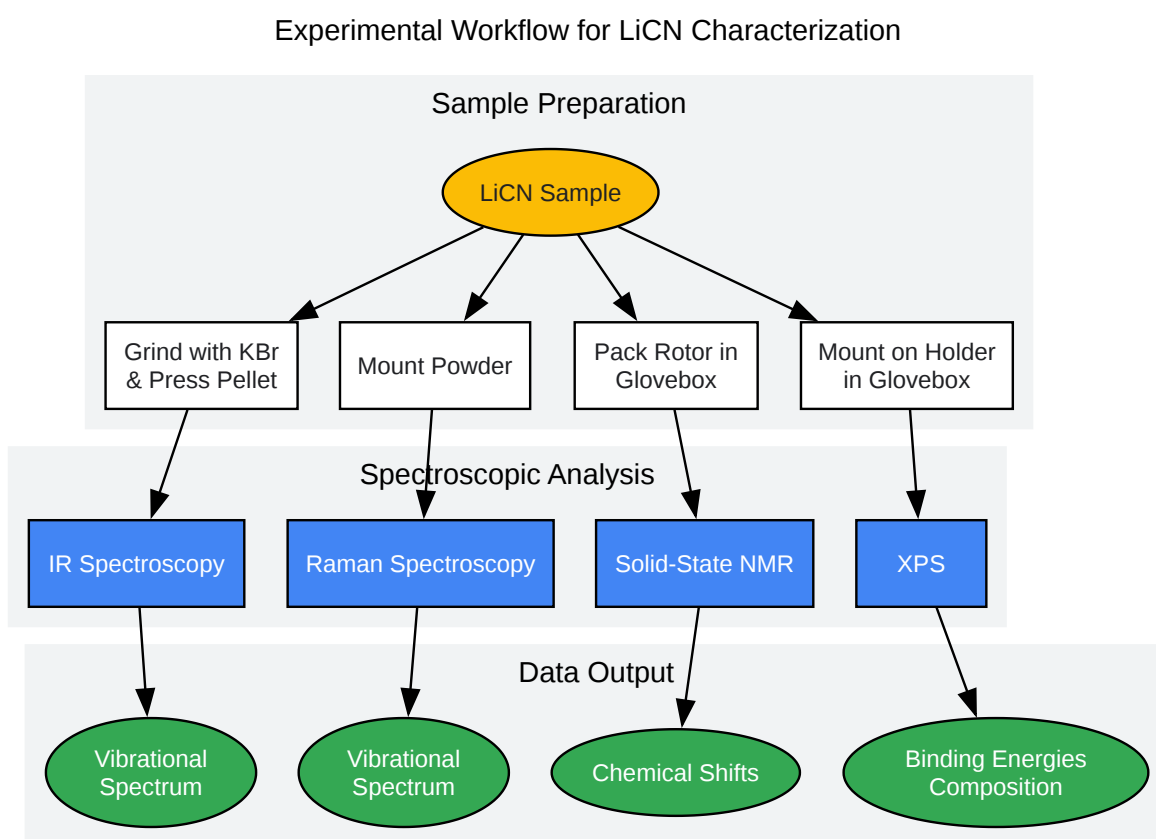 Experimental Workflow for LiCN Characterization
Sample Preparation
LiCN Sample
Grind with KBr
& Press Pellet
Mount Powder
Pack Rotor in
Glovebox
Mount on Holder
in Glovebox
Spectroscopic Analysis
IR Spectroscopy
Raman Spectroscopy
Solid-State NMR
XPS
Data Output
Vibrational
Spectrum
Vibrational
Spectrum
Chemical Shifts
Binding Energies
Composition